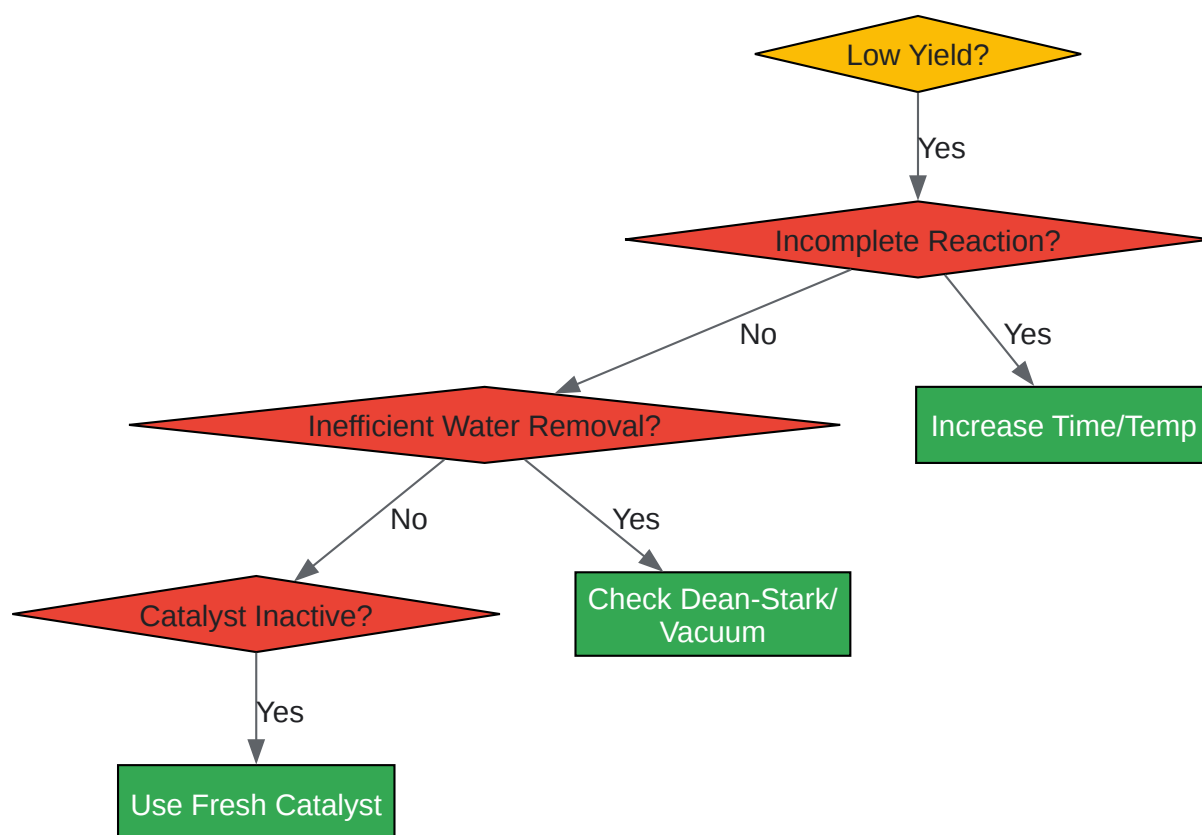 Low Yield?
Yes
Incomplete Reaction?
No
Yes
Inefficient Water Removal?
Increase Time/Temp
No
Yes
Catalyst Inactive?
Check Dean-Stark/
Vacuum
Yes
Use Fresh Catalyst